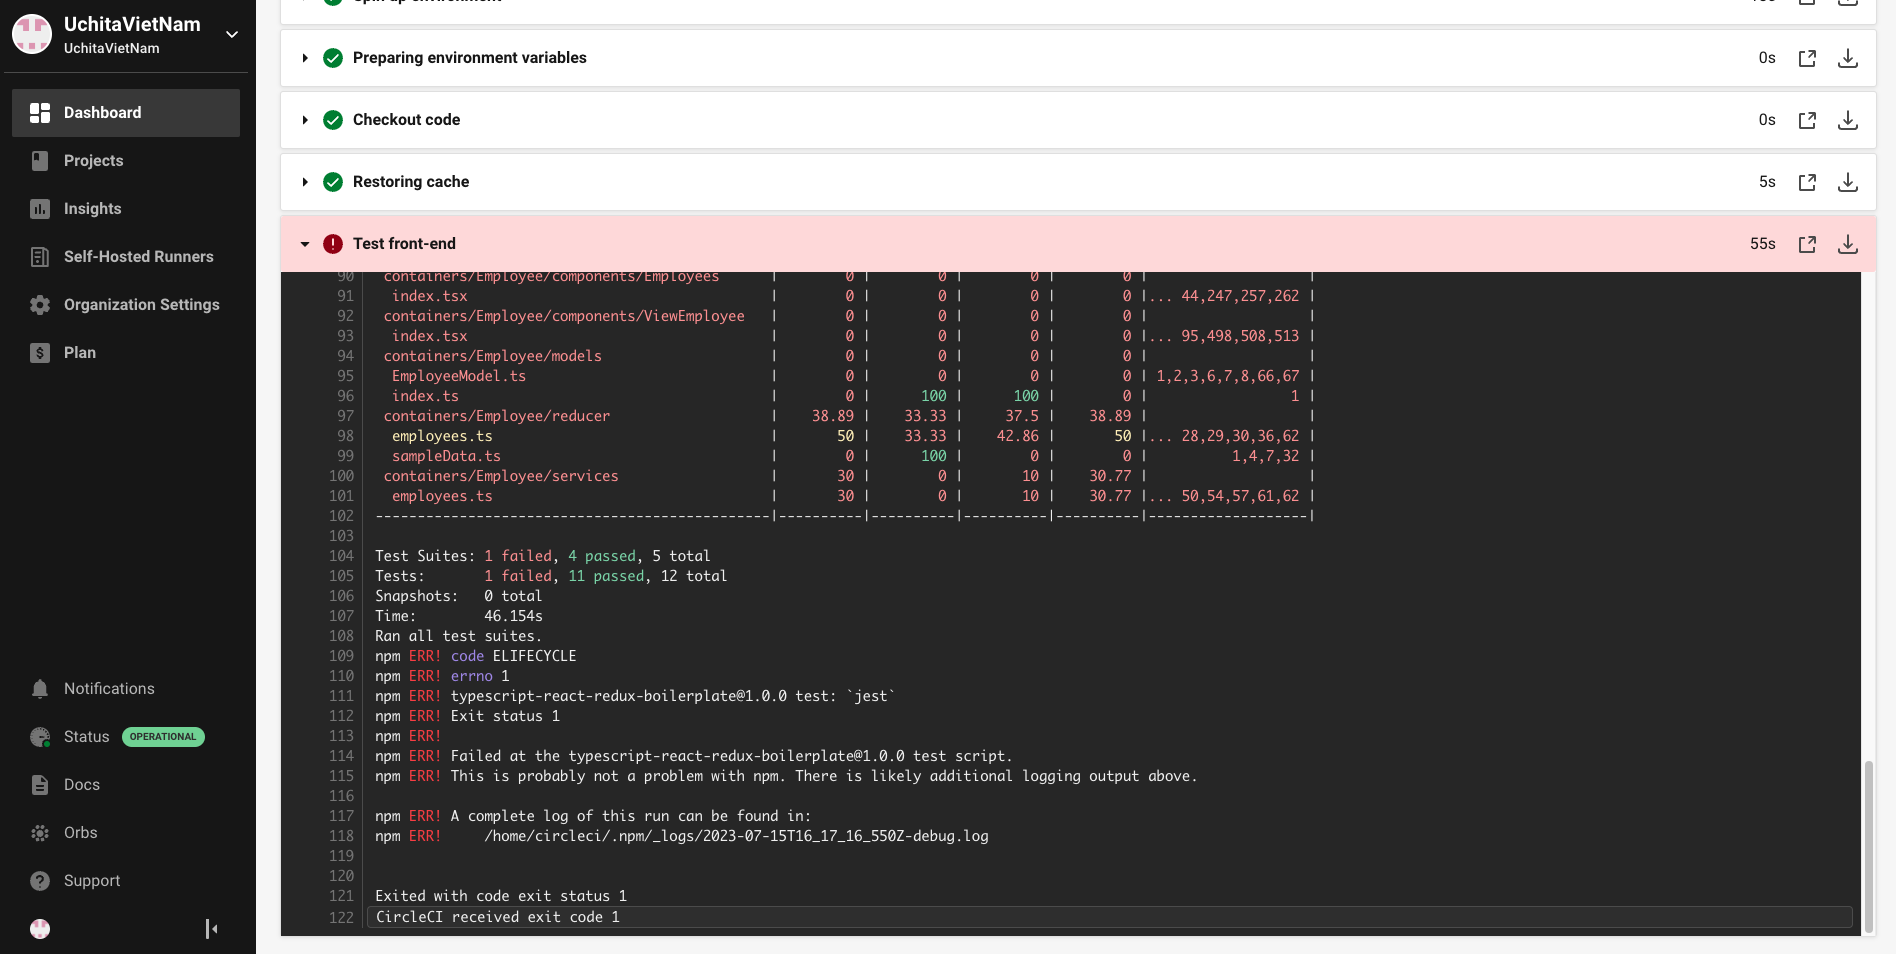 UchitaVietNam
UchitaVietNam
Dashboard
Projects
Insights
Self-Hosted Runners
Organization Settings
Plan
Notifications
Status OPERATIONAL
Docs
Orbs
Support
Spin up environment
Preparing environment variables 0s
Checkout code 0s
Restoring cache 5s
Test front-end 55s
90 containers/Employee/components/Employees | 0 | 0 | 0 | 0 | |
91 index.tsx | 0 | 0 | 0 | 0 |... 44,247,257,262 |
92 containers/Employee/components/ViewEmployee | 0 | 0 | 0 | 0 | |
93 index.tsx | 0 | 0 | 0 | 0 |... 95,498,508,513 |
94 containers/Employee/models | 0 | 0 | 0 | 0 | |
95 EmployeeModel.ts | 0 | 0 | 0 | 0 | 1,2,3,6,7,8,66,67 |
96 index.ts | 0 | 100 | 100 | 0 | 1 |
97 containers/Employee/reducer | 38.89 | 33.33 | 37.5 | 38.89 | |
98 employees.ts | 50 | 33.33 | 42.86 | 50 |... 28,29,30,36,62 |
99 sampleData.ts | 0 | 100 | 0 | 0 | 1,4,7,32 |
100 containers/Employee/services | 30 | 0 | 10 | 30.77 | |
101 employees.ts | 30 | 0 | 10 | 30.77 |... 50,54,57,61,62 |
102 -----------------------------------------------|----------|----------|----------|----------|-------------------|
103
104 Test Suites: 1 failed, 4 passed, 5 total
105 Tests: 1 failed, 11 passed, 12 total
106 Snapshots: 0 total
107 Time: 46.154s
108 Ran all test suites.
109 npm ERR! code ELIFECYCLE
110 npm ERR! errno 1
111 npm ERR! typescript-react-redux-boilerplate@1.0.0 test: `jest`
112 npm ERR! Exit status 1
113 npm ERR!
114 npm ERR! Failed at the typescript-react-redux-boilerplate@1.0.0 test script.
115 npm ERR! This is probably not a problem with npm. There is likely additional logging output above.
116
117 npm ERR! A complete log of this run can be found in:
118 npm ERR! /home/circleci/.npm/_logs/2023-07-15T16_17_16_550Z-debug.log
119
120
121 Exited with code exit status 1
122 CircleCI received exit code 1